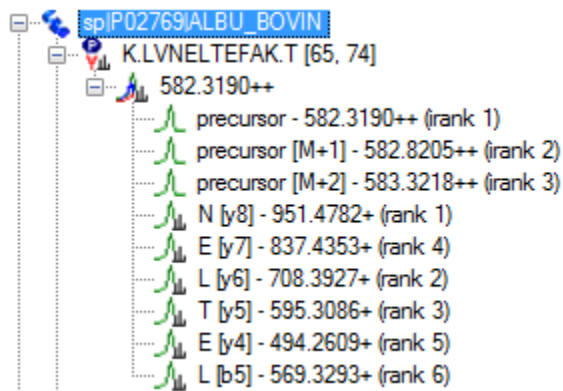 sp|P02769|ALBU_BOVIN
K.LVNELTEFAK.T [65, 74]
582.3190++
precursor - 582.3190++ (irank 1)
precursor [M+1] - 582.8205++ (irank 2)
precursor [M+2] - 583.3218++ (irank 3)
N [y8] - 951.4782+ (rank 1)
E [y7] - 837.4353+ (rank 4)
L [y6] - 708.3927+ (rank 2)
T [y5] - 595.3086+ (rank 3)
E [y4] - 494.2609+ (rank 5)
L [b5] - 569.3293+ (rank 6)